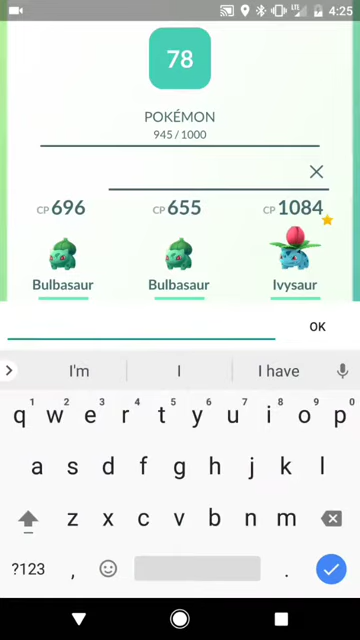 4:25
78
POKÉMON
945 / 1000
CP 696 CP 655 CP 1084
Bulbasaur Bulbasaur Ivysaur
OK
I'm I I have
1 2 3 4 5 6 7 8 9 0
q w e r t y u i o p
a s d f g h j k l
z x c v b n m
?123 , .